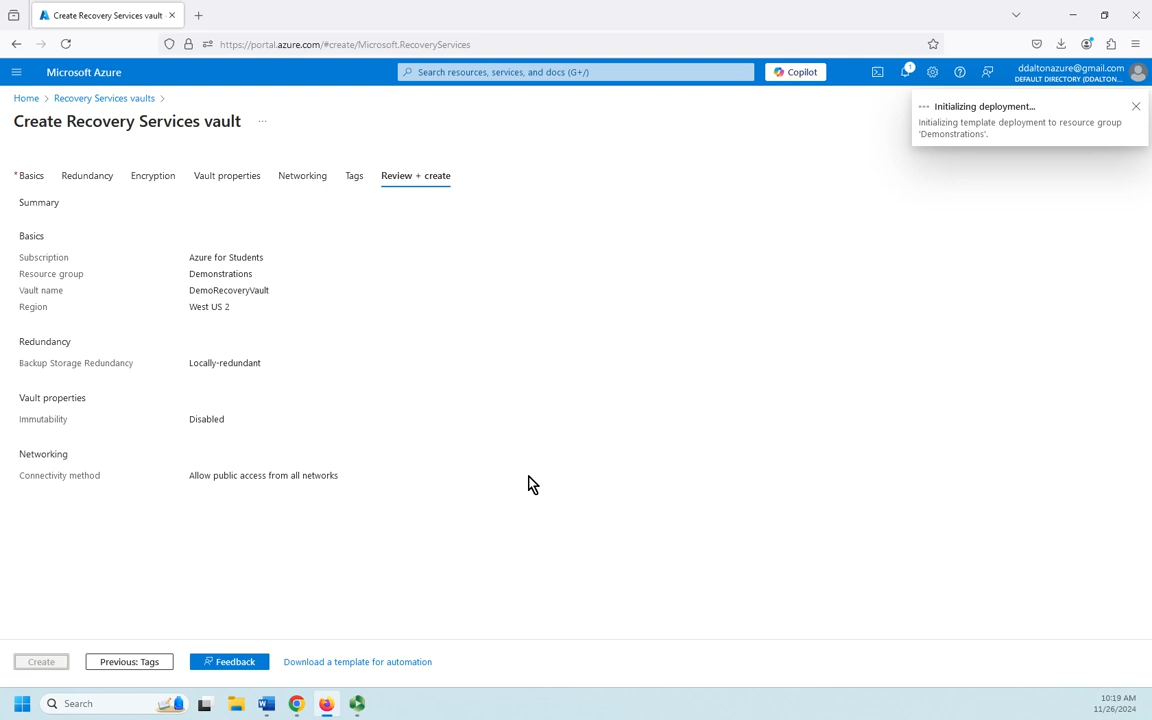 Create Recovery Services vault
https://portal.azure.com/#create/Microsoft.RecoveryServices
Microsoft Azure
Search resources, services, and docs (G+/)
Copilot
1
ddaltonazure@gmail.com
DEFAULT DIRECTORY (DDALTON...
Home > Recovery Services vaults >
Create Recovery Services vault ...
Initializing deployment...
Initializing template deployment to resource group
'Demonstrations'.
* Basics Redundancy Encryption Vault properties Networking Tags Review + create
Summary
Basics
Subscription Azure for Students
Resource group Demonstrations
Vault name DemoRecoveryVault
Region West US 2
Redundancy
Backup Storage Redundancy Locally-redundant
Vault properties
Immutability Disabled
Networking
Connectivity method Allow public access from all networks
Create Previous: Tags Feedback Download a template for automation
Search
10:19 AM
11/26/2024